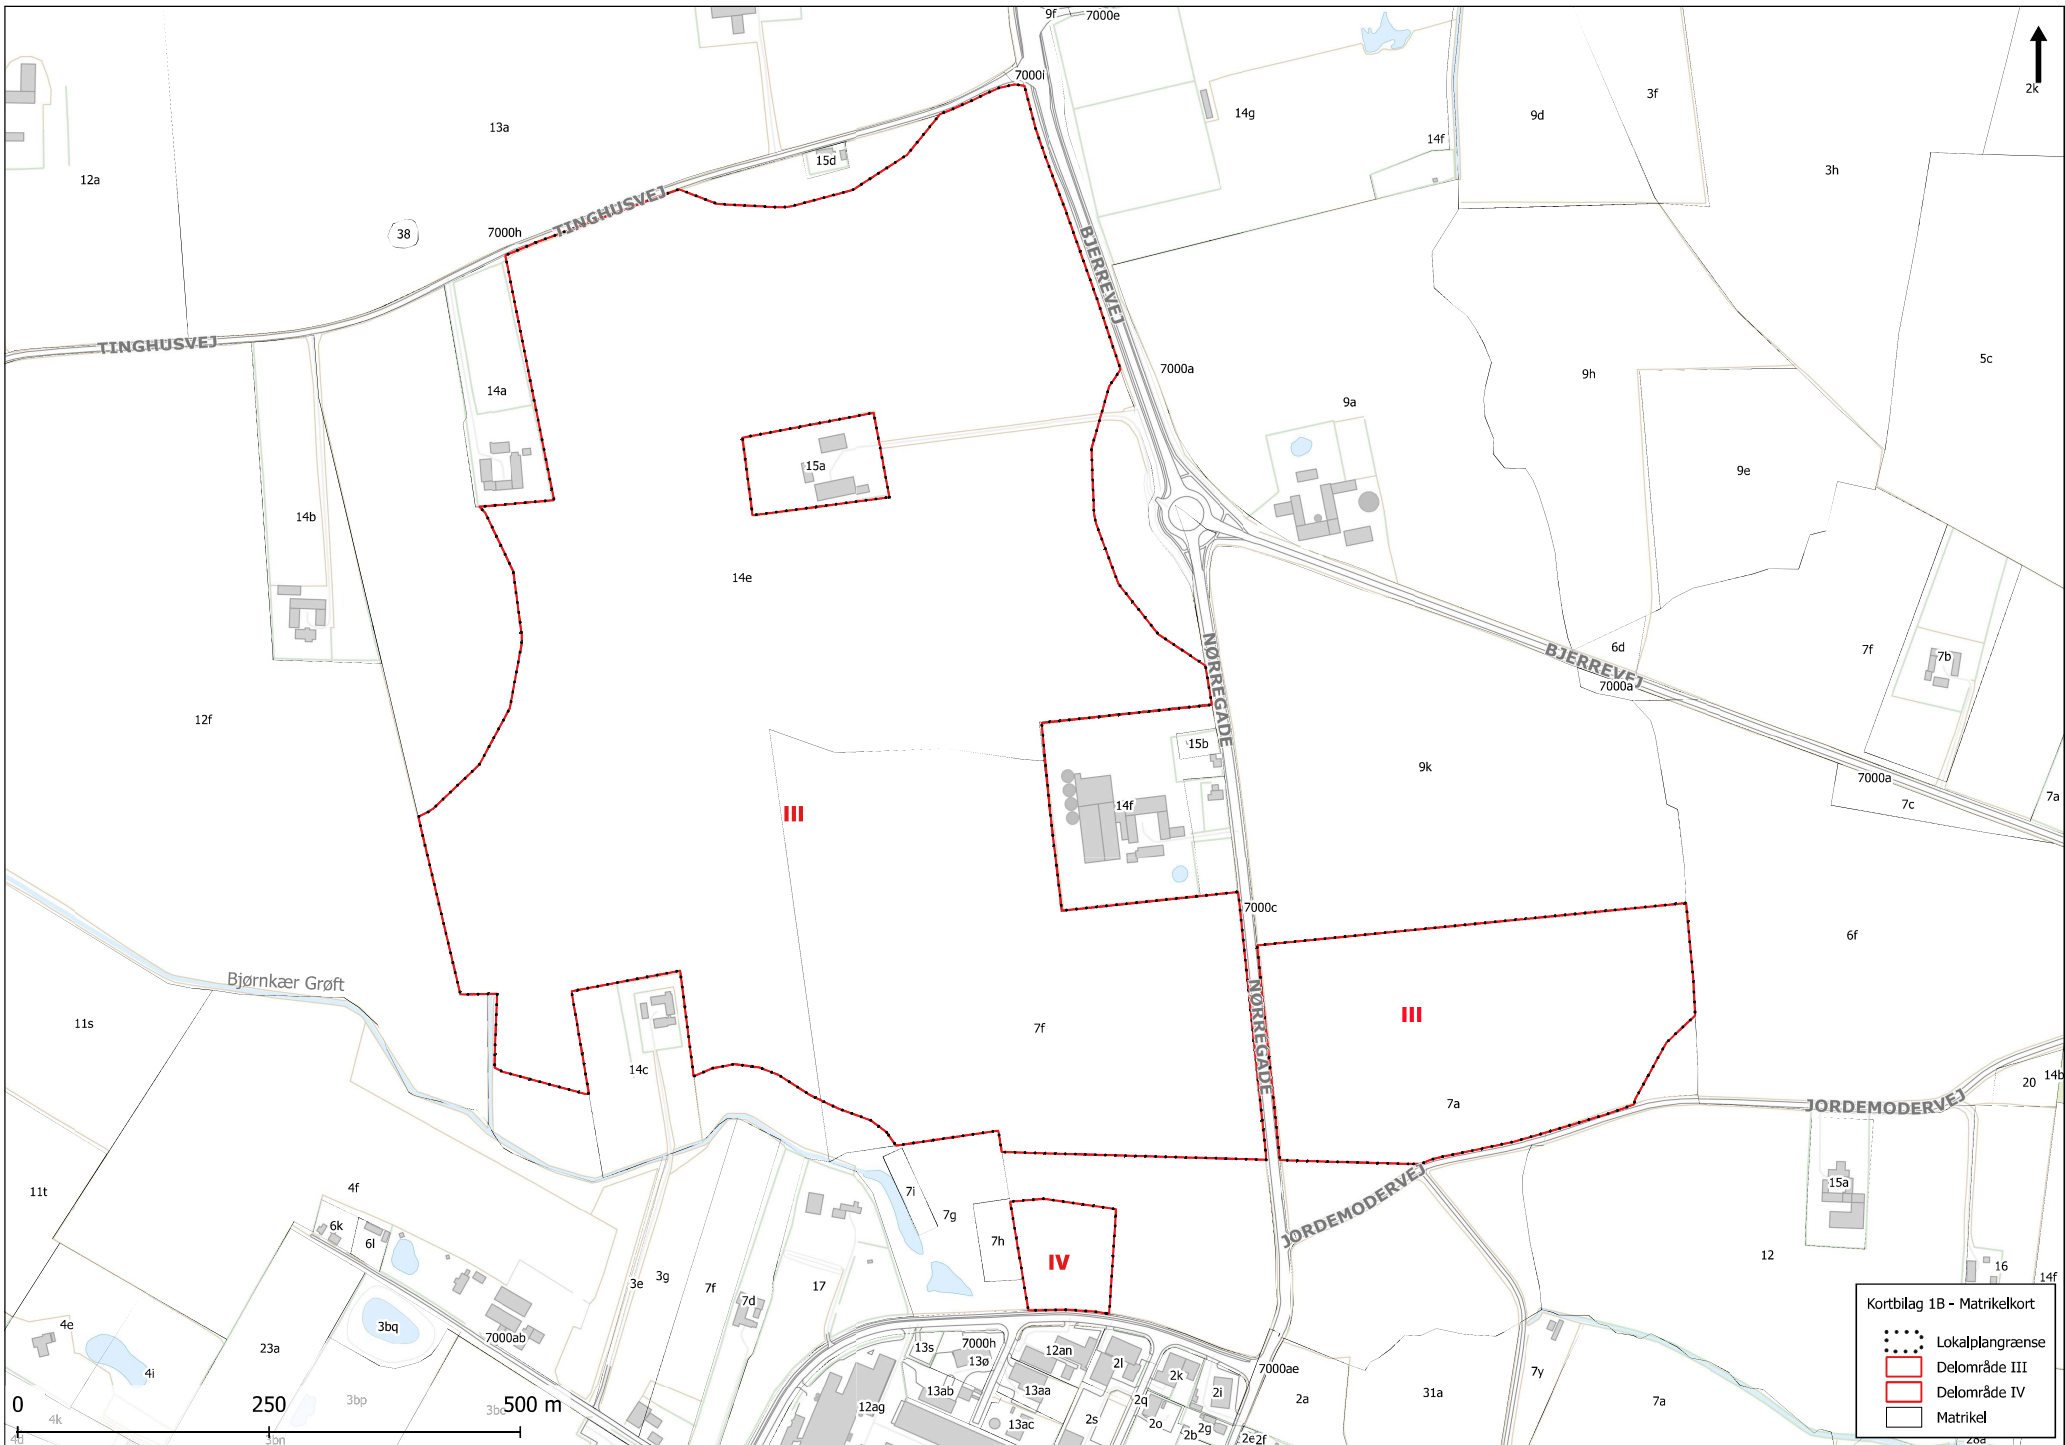 9f
7000e
7000i
2k
3f
9d
14g
14f
13a
15d
12a
3h
38
7000h
TINGHUSVEJ
BJERREVEJ
TINGHUSVEJ
5c
7000a
9h
14a
9a
15a
9e
14b
14e
NØRREGADE
6d
BJERREVEJ
7f
7b
7000a
12f
15b
9k
7000a
III
14f
7c
7a
7000c
6f
Bjørnkær Grøft
NØRREGADE
11s
7f
III
14c
7a
20
14b
JORDEMODERVEJ
11t
4f
7i
7g
JORDEMODERVEJ
15a
6k
6l
7h
IV
12
16
14f
3e
3g
7f
7d
17
4e
3bq
7000ab
23a
4i
13s
7000h
13ø
12an
2l
2k
2i
7000ae
2a
31a
7y
7a
13ab
13aa
12ag
13ac
2s
2q
2o
2b
2g
2e
2f
3bp
4k
3bn
4d
28a
0
250
500 m
Kortbilag 1B - Matrikelkort
Lokalplangrænse
Delområde III
Delområde IV
Matrikel